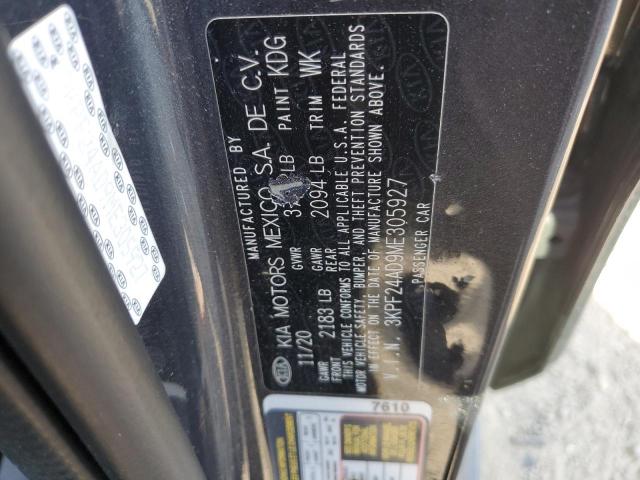 MANUFACTURED BY
KIA KIA MOTORS MEXICO S.A. DE C.V.
11/20 GVWR LB PAINT KDG
GAWR FRONT 2183 LB GAWR REAR 2094 LB TRIM WK
THIS VEHICLE CONFORMS TO ALL APPLICABLE U.S.A. FEDERAL
MOTOR VEHICLE SAFETY, BUMPER, AND THEFT PREVENTION STANDARDS
IN EFFECT ON THE DATE OF MANUFACTURE SHOWN ABOVE.
V.I.N. 3KPF24AD9ME305927
PASSENGER CAR
7610